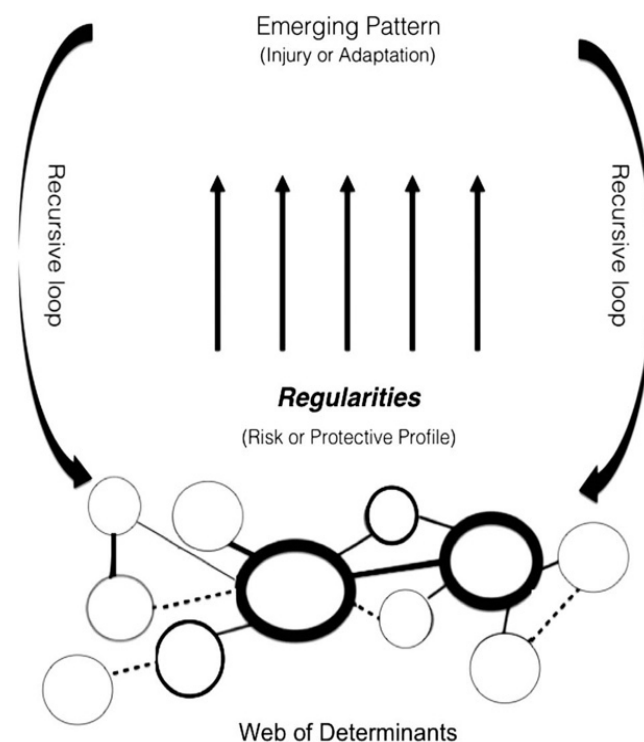 Emerging Pattern
(Injury or Adaptation)
Recursive loop
Recursive loop
Regularities
(Risk or Protective Profile)
Web of Determinants